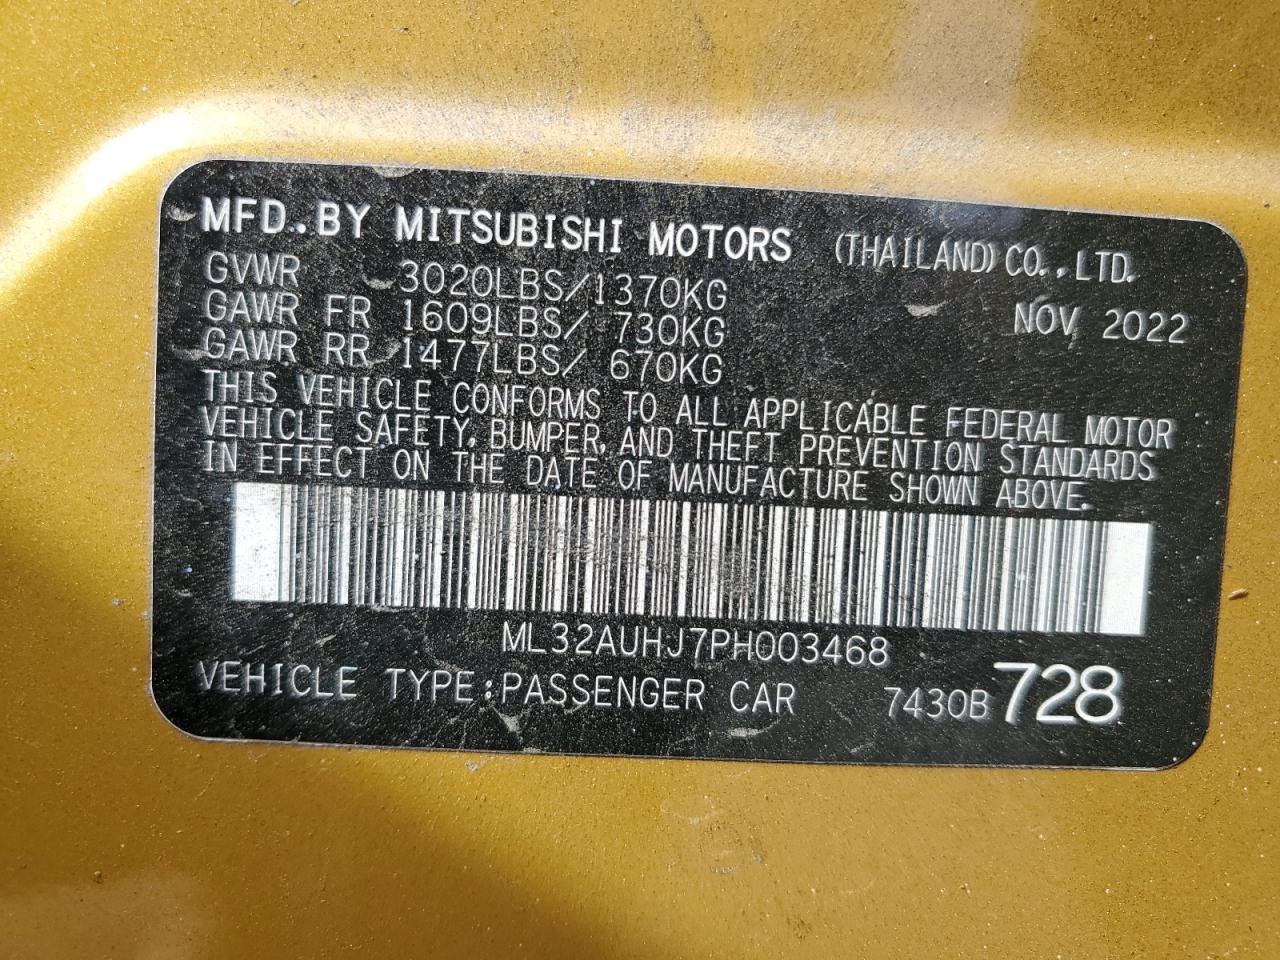 MFD. BY MITSUBISHI MOTORS (THAILAND) CO., LTD.
GVWR 3020LBS/1370KG NOV, 2022
GAWR FR 1609LBS/ 730KG
GAWR RR 1477LBS/ 670KG
THIS VEHICLE CONFORMS TO ALL APPLICABLE FEDERAL MOTOR
VEHICLE SAFETY, BUMPER, AND THEFT PREVENTION STANDARDS
IN EFFECT ON THE DATE OF MANUFACTURE SHOWN ABOVE.
ML32AUHJ7PH003468
VEHICLE TYPE:PASSENGER CAR 7430B 728